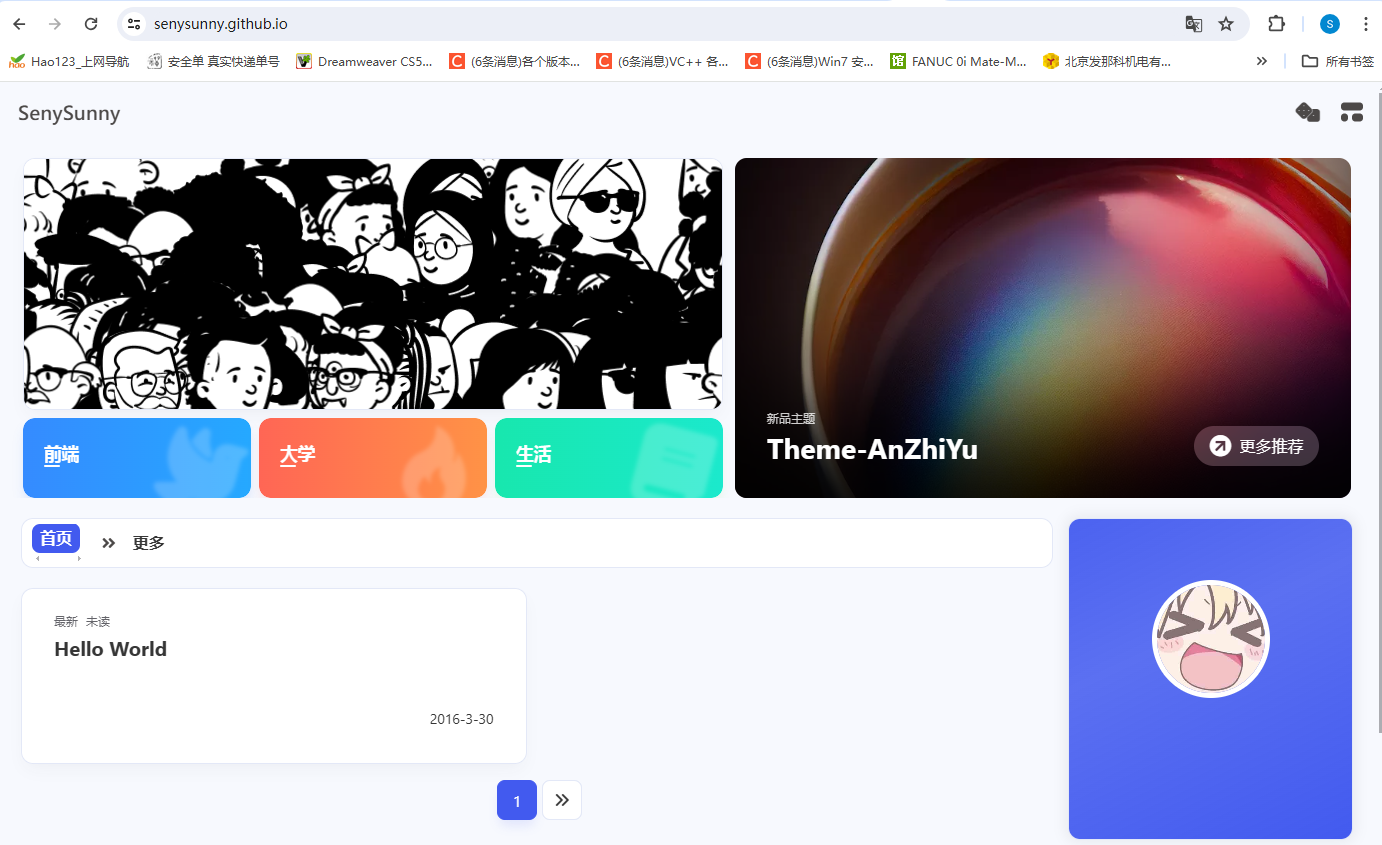 senysunny.github.io
S
Hao123_上网导航
安全单 真实快递单号
Dreamweaver CS5...
(6条消息)各个版本...
(6条消息)VC++ 各...
(6条消息)Win7 安...
FANUC 0i Mate-M...
北京发那科机电有...
所有书签
SenySunny
新品主题
Theme-AnZhiYu
更多推荐
前端
大学
生活
首页
更多
最新 未读
Hello World
2016-3-30
1